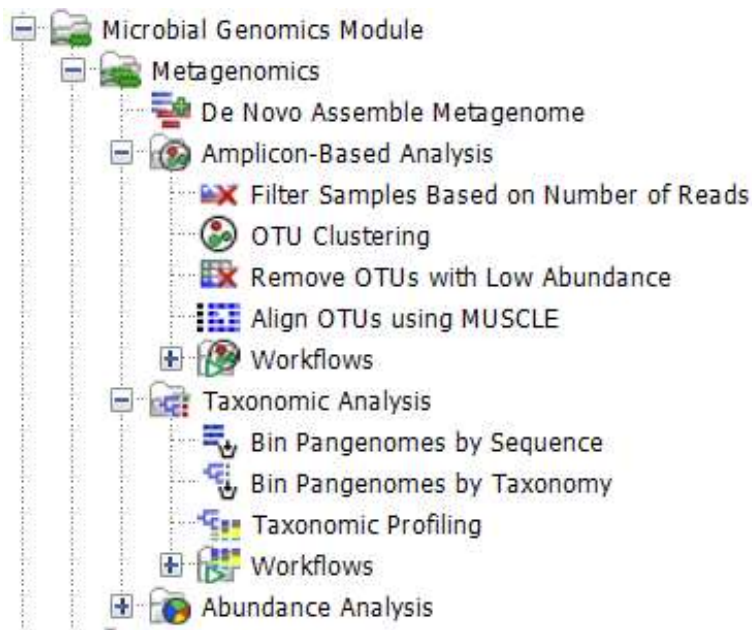 Microbial Genomics Module
Metagenomics
De Novo Assemble Metagenome
Amplicon-Based Analysis
Filter Samples Based on Number of Reads
OTU Clustering
Remove OTUs with Low Abundance
Align OTUs using MUSCLE
Workflows
Taxonomic Analysis
Bin Pangenomes by Sequence
Bin Pangenomes by Taxonomy
Taxonomic Profiling
Workflows
Abundance Analysis